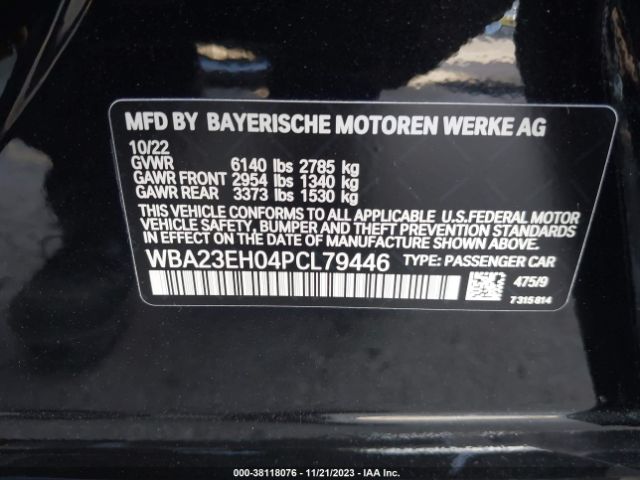 MFD BY BAYERISCHE MOTOREN WERKE AG
10/22
GVWR 6140 lbs 2785 kg
GAWR FRONT 2954 lbs 1340 kg
GAWR REAR 3373 lbs 1530 kg
THIS VEHICLE CONFORMS TO ALL APPLICABLE U.S.FEDERAL MOTOR
VEHICLE SAFETY, BUMPER AND THEFT PREVENTION STANDARDS
IN EFFECT ON THE DATE OF MANUFACTURE SHOWN ABOVE.
WBA23EH04PCL79446 TYPE: PASSENGER CAR
475/9
7315814
000-38118076 - 11/21/2023 - IAA Inc.